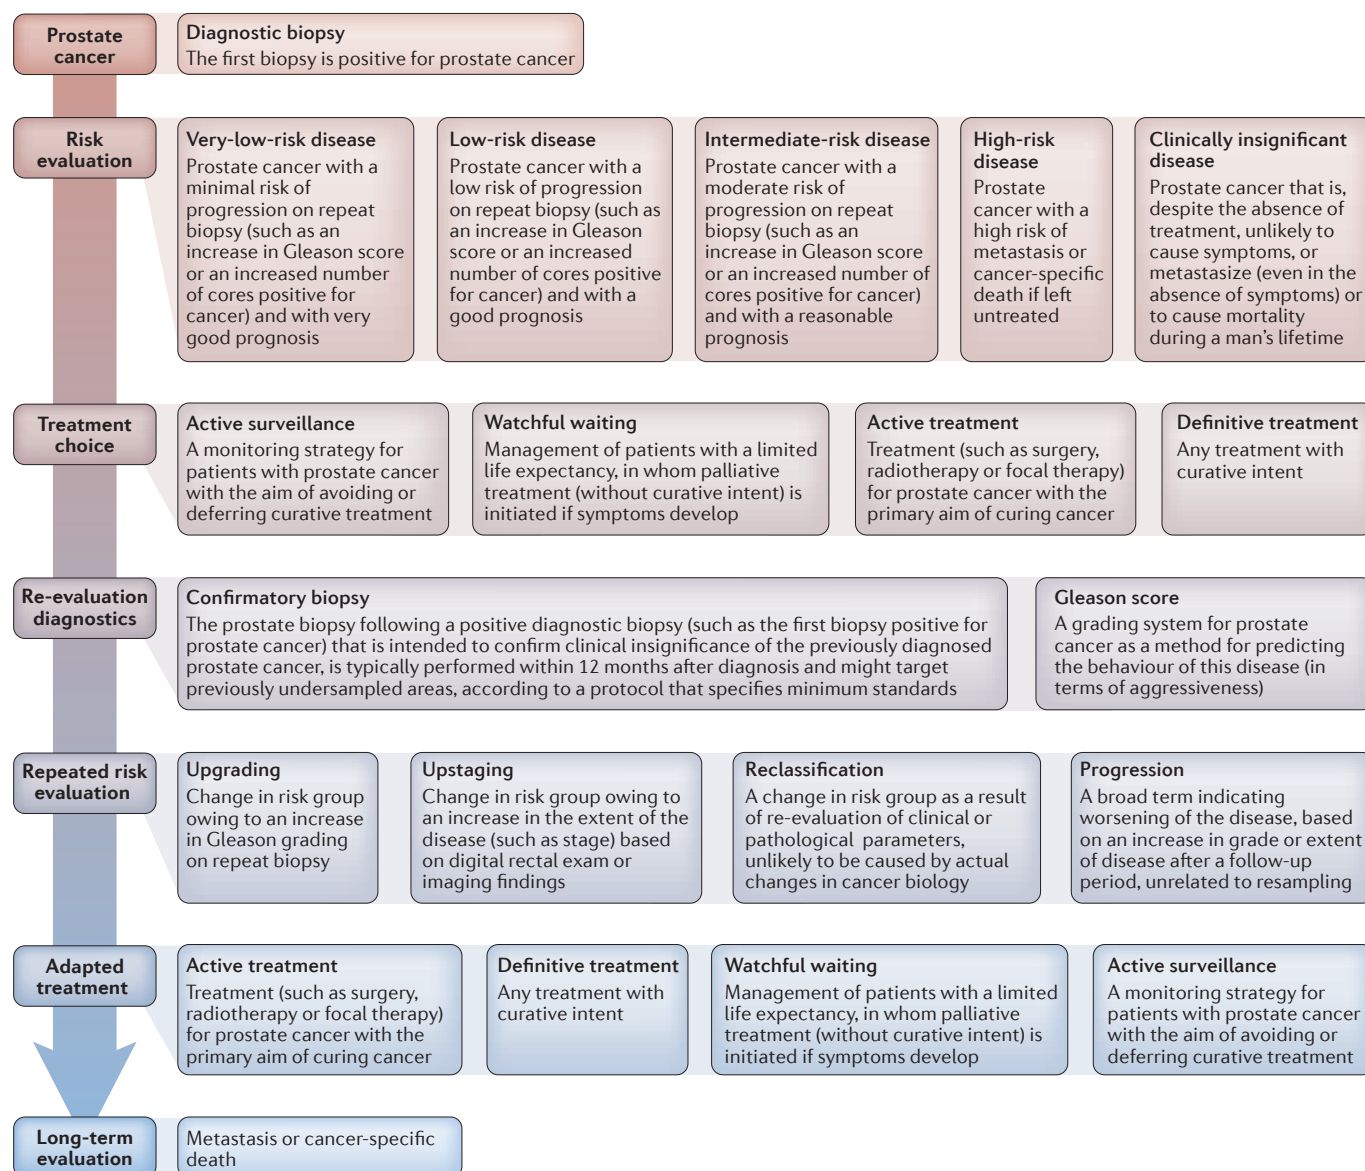 Prostate
cancer
Diagnostic biopsy
The first biopsy is positive for prostate cancer
Risk
evaluation
Very-low-risk disease
Prostate cancer with a
minimal risk of
progression on repeat
biopsy (such as an
increase in Gleason score
or an increased number
of cores positive for
cancer) and with very
good prognosis
Low-risk disease
Prostate cancer with a
low risk of progression
on repeat biopsy (such as
an increase in Gleason
score or an increased
number of cores positive
for cancer) and with a
good prognosis
Intermediate-risk disease
Prostate cancer with a
moderate risk of
progression on repeat
biopsy (such as an
increase in Gleason score
or an increased number of
cores positive for cancer)
and with a reasonable
prognosis
High-risk
disease
Prostate
cancer with a
high risk of
metastasis or
cancer-specific
death if left
untreated
Clinically insignificant
disease
Prostate cancer that is,
despite the absence of
treatment, unlikely to
cause symptoms, or
metastasize (even in the
absence of symptoms) or
to cause mortality
during a man's lifetime
Treatment
choice
Active surveillance
A monitoring strategy for
patients with prostate cancer
with the aim of avoiding or
deferring curative treatment
Watchful waiting
Management of patients with a limited
life expectancy, in whom palliative
treatment (without curative intent) is
initiated if symptoms develop
Active treatment
Treatment (such as surgery,
radiotherapy or focal therapy)
for prostate cancer with the
primary aim of curing cancer
Definitive treatment
Any treatment with
curative intent
Re-evaluation
diagnostics
Confirmatory biopsy
The prostate biopsy following a positive diagnostic biopsy (such as the first biopsy positive for
prostate cancer) that is intended to confirm clinical insignificance of the previously diagnosed
prostate cancer, is typically performed within 12 months after diagnosis and might target
previously undersampled areas, according to a protocol that specifies minimum standards
Gleason score
A grading system for prostate
cancer as a method for predicting
the behaviour of this disease (in
terms of aggressiveness)
Repeated risk
evaluation
Upgrading
Change in risk group
owing to an increase
in Gleason grading
on repeat biopsy
Upstaging
Change in risk group owing to
an increase in the extent of the
disease (such as stage) based
on digital rectal exam or
imaging findings
Reclassification
A change in risk group as a result
of re-evaluation of clinical or
pathological parameters,
unlikely to be caused by actual
changes in cancer biology
Progression
A broad term indicating
worsening of the disease, based
on an increase in grade or extent
of disease after a follow-up
period, unrelated to resampling
Adapted
treatment
Active treatment
Treatment (such as surgery,
radiotherapy or focal therapy)
for prostate cancer with the
primary aim of curing cancer
Definitive treatment
Any treatment with
curative intent
Watchful waiting
Management of patients with a limited
life expectancy, in whom palliative
treatment (without curative intent) is
initiated if symptoms develop
Active surveillance
A monitoring strategy for
patients with prostate cancer
with the aim of avoiding or
deferring curative treatment
Long-term
evaluation
Metastasis or cancer-specific
death